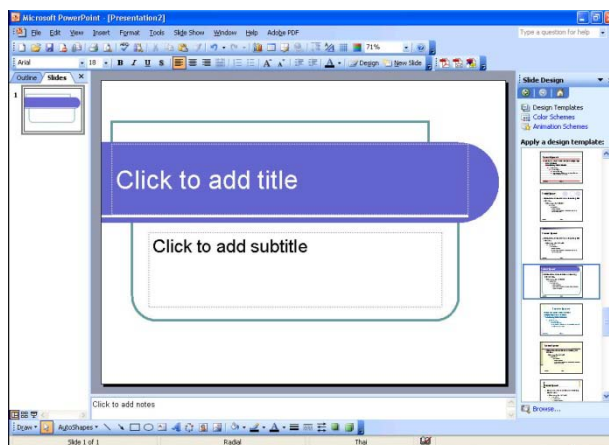 Microsoft PowerPoint - [Presentation2]
File Edit View Insert Format Tools Slide Show Window Help Adobe PDF
Type a question for help
71%
Arial 18 B I U S Design New Slide
Outline Slides
Slide Design
1
Design Templates
Color Schemes
Animation Schemes
Apply a design template:
Click to add title
Click to add subtitle
Click to add notes
Browse...
Draw AutoShapes
Slide 1 of 1 Radial Thai